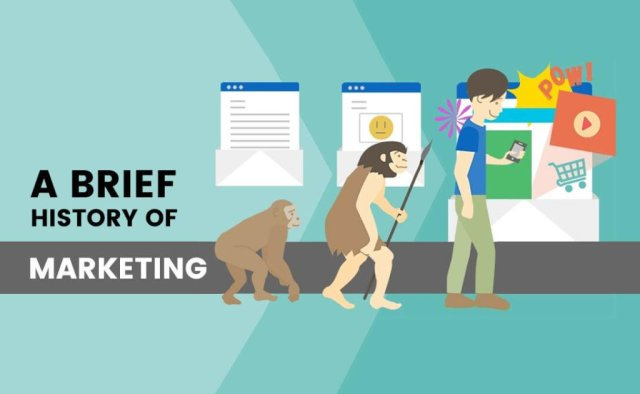 A BRIEF
HISTORY OF
MARKETING
POW!